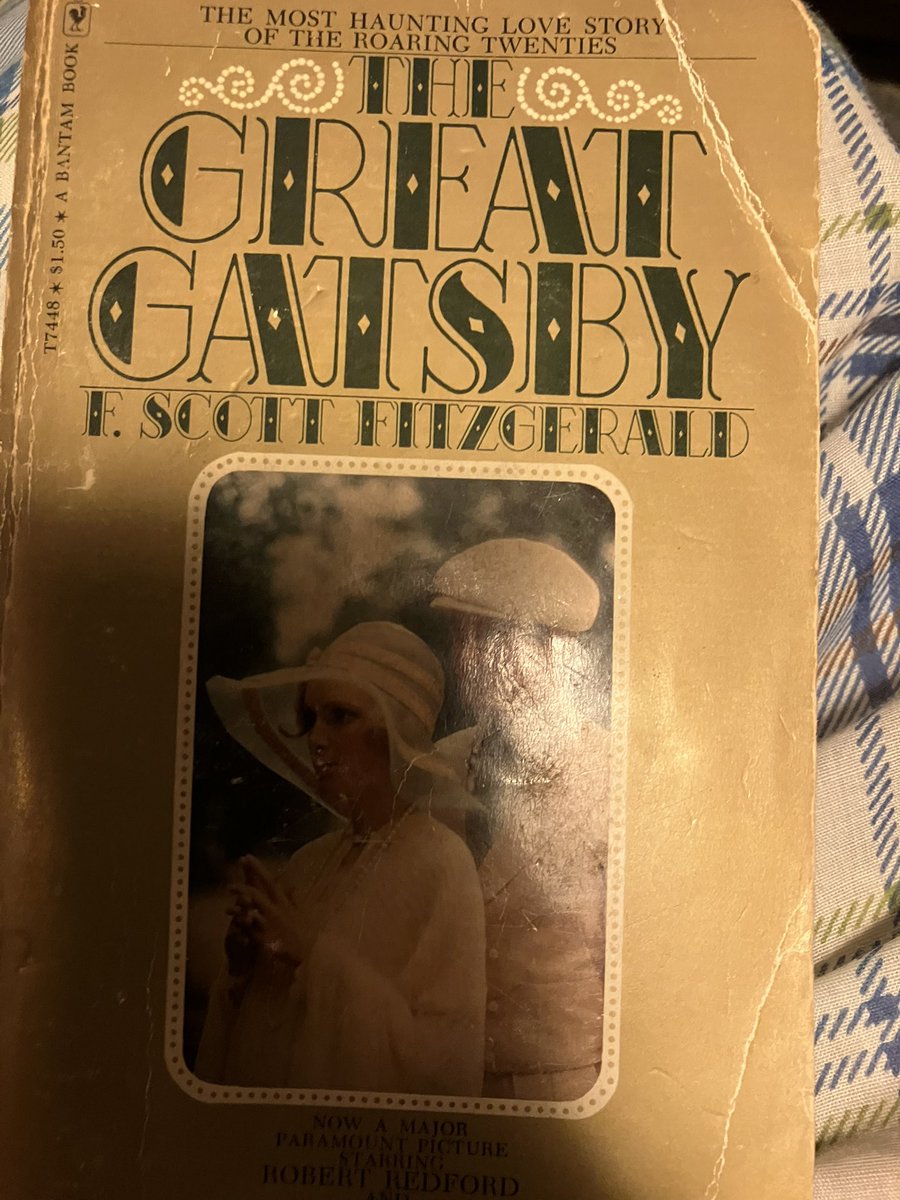 THE MOST HAUNTING LOVE STORY
OF THE ROARING TWENTIES
THE
GREAT
GATSBY
F. SCOTT FITZGERALD
T7448 * $1.50 * A BANTAM BOOK
NOW A MAJOR
PARAMOUNT PICTURE
STARRING
ROBERT REDFORD
AND